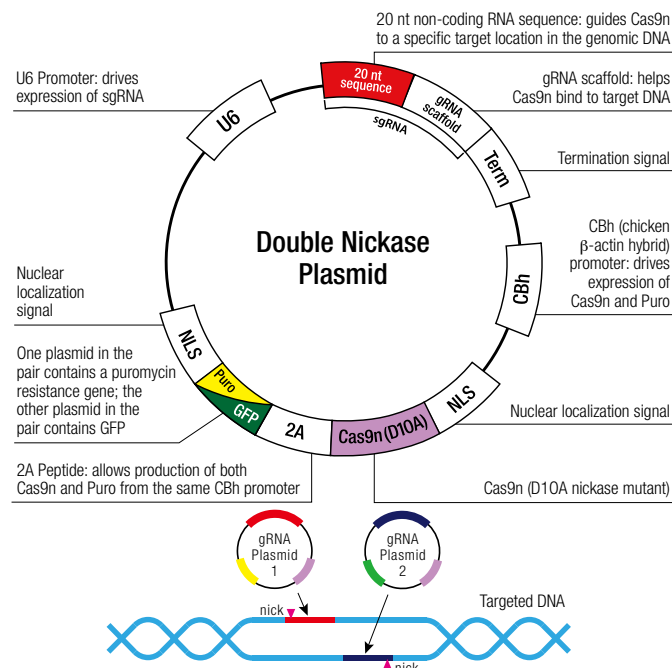 20 nt non-coding RNA sequence: guides Cas9n
to a specific target location in the genomic DNA
U6 Promoter: drives
expression of sgRNA
gRNA scaffold: helps
Cas9n bind to target DNA
20 nt
sequence
gRNA
scaffold
sgRNA
U6
Term
Termination signal
Double Nickase
Plasmid
CBh (chicken
β-actin hybrid)
promoter: drives
expression of
Cas9n and Puro
CBh
Nuclear
localization
signal
NLS
One plasmid in the
pair contains a puromycin
resistance gene; the
other plasmid in the
pair contains GFP
Puro
GFP
2A
Cas9n (D10A)
NLS
Nuclear localization signal
2A Peptide: allows production of both
Cas9n and Puro from the same CBh promoter
Cas9n (D10A nickase mutant)
gRNA
Plasmid
1
gRNA
Plasmid
2
nick
Targeted DNA
nick